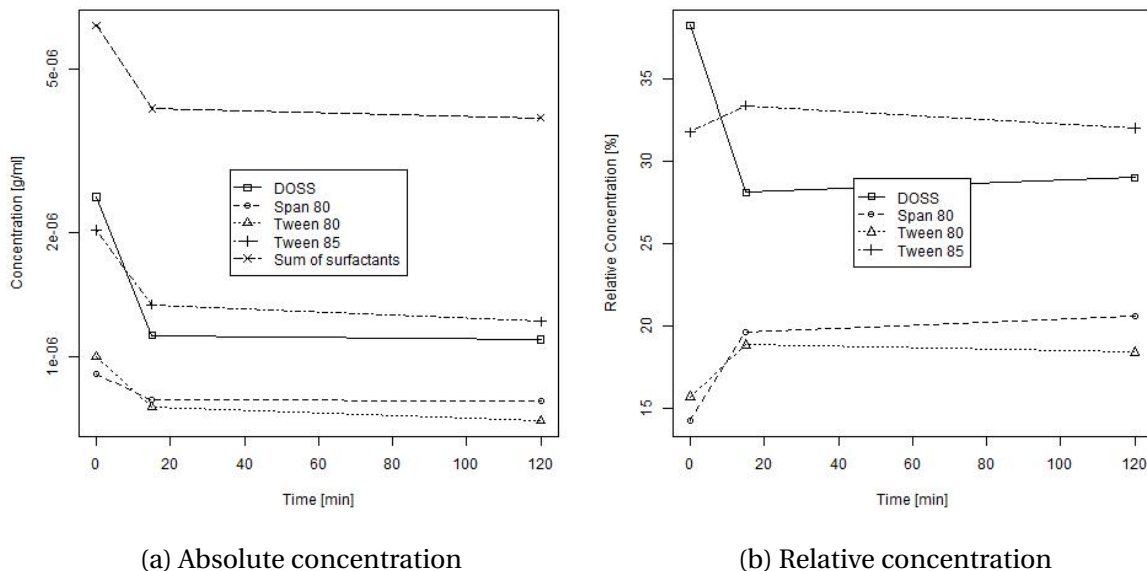 Concentration [g/ml]
5e-06
2e-06
1e-06
DOSS
Span 80
Tween 80
Tween 85
Sum of surfactants
0 20 40 60 80 100 120
Time [min]
(a) Absolute concentration
Relative Concentration [%]
35
30
25
20
15
DOSS
Span 80
Tween 80
Tween 85
0 20 40 60 80 100 120
Time [min]
(b) Relative concentration